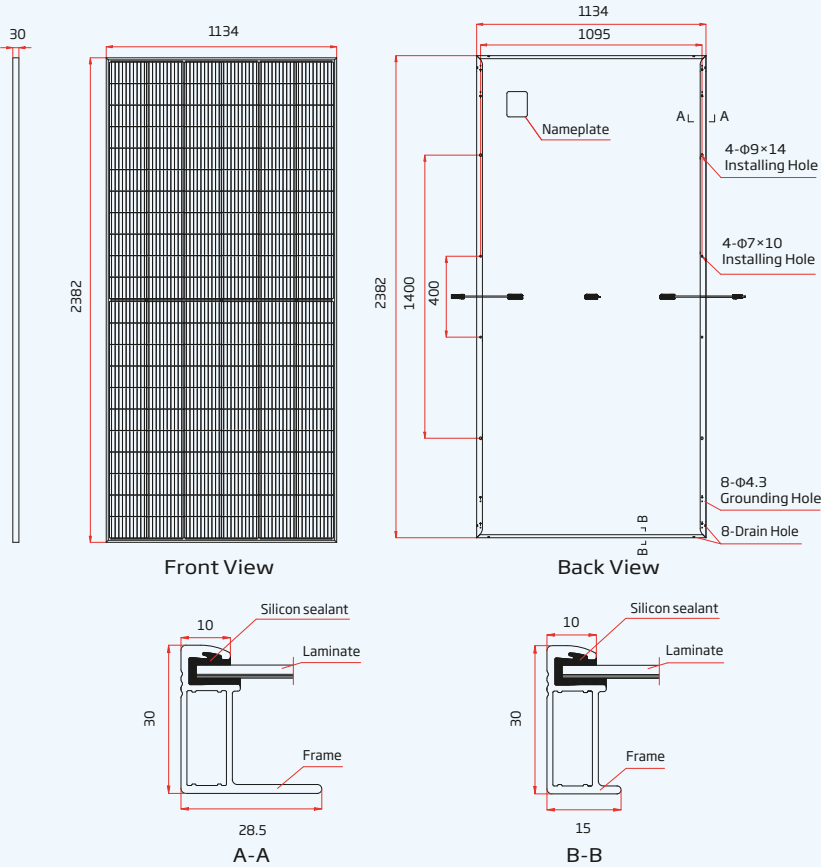 30
1134
2382
Front View
1134
1095
Nameplate
A
A
4-Φ9×14
Installing Hole
4-Φ7×10
Installing Hole
2382
1400
400
8-Φ4.3
Grounding Hole
8-Drain Hole
B
B
Back View
10
Silicon sealant
Laminate
30
Frame
28.5
A-A
10
Silicon sealant
Laminate
30
Frame
15
B-B